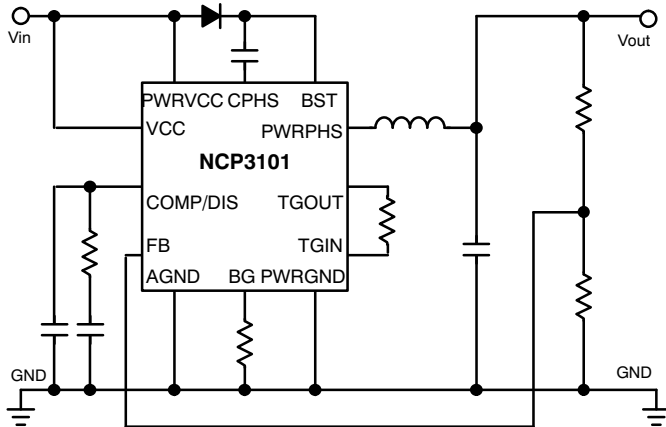 Vin
Vout
PWRVCC CPHS BST
VCC
PWRPHS
NCP3101
COMP/DIS
TGOUT
FB
TGIN
AGND
BG PWRGND
GND
GND